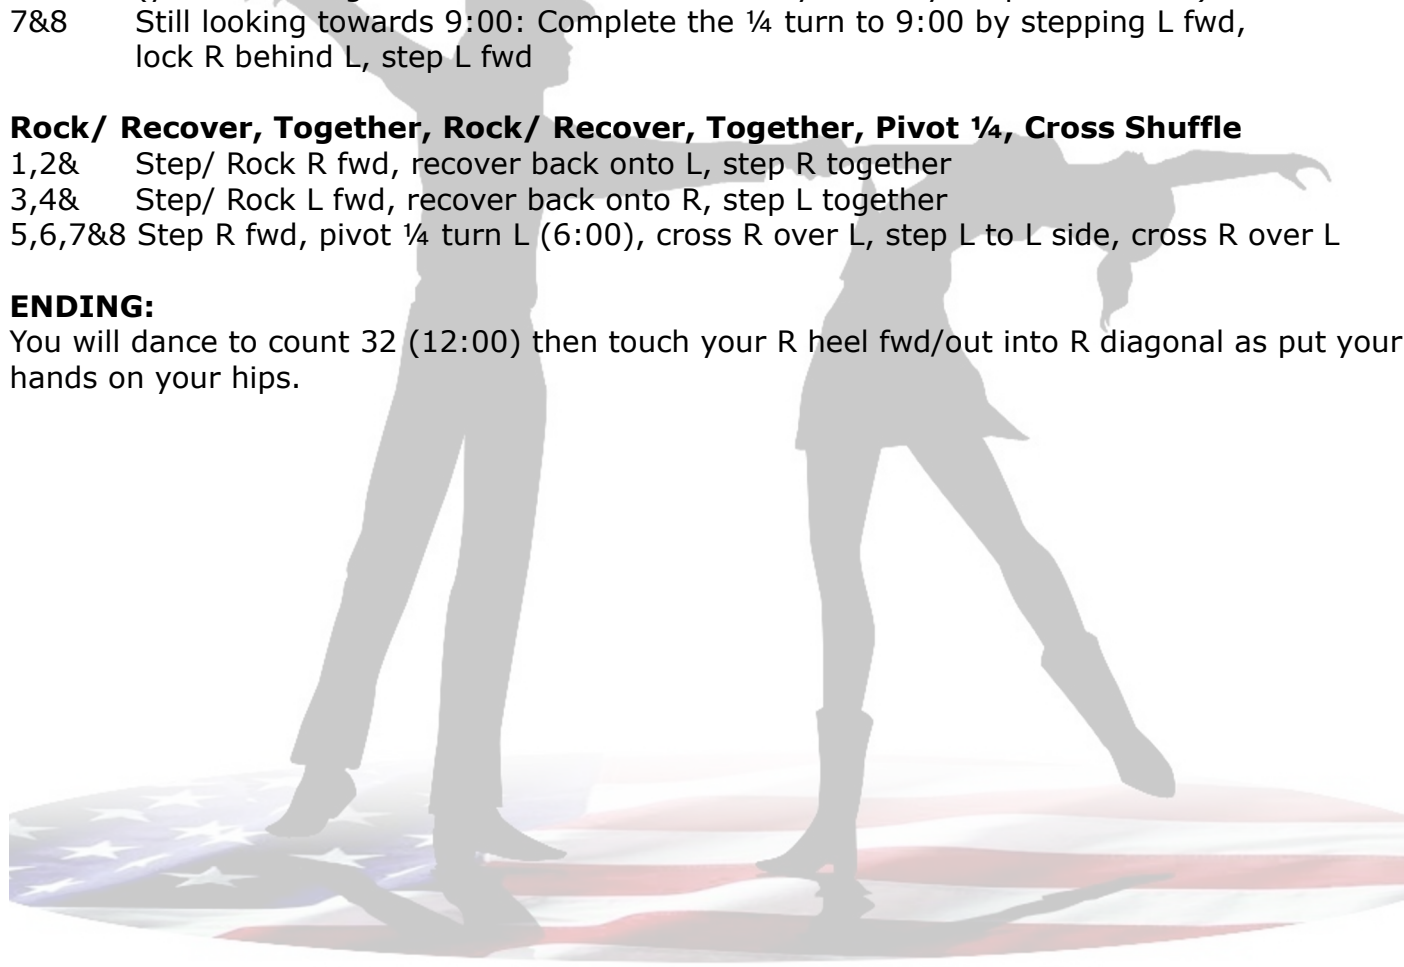 7&8 Still looking towards 9:00: Complete the ¼ turn to 9:00 by stepping L fwd,
lock R behind L, step L fwd
Rock/ Recover, Together, Rock/ Recover, Together, Pivot ¼, Cross Shuffle
1,2& Step/ Rock R fwd, recover back onto L, step R together
3,4& Step/ Rock L fwd, recover back onto R, step L together
5,6,7&8 Step R fwd, pivot ¼ turn L (6:00), cross R over L, step L to L side, cross R over L
ENDING:
You will dance to count 32 (12:00) then touch your R heel fwd/out into R diagonal as put your
hands on your hips.